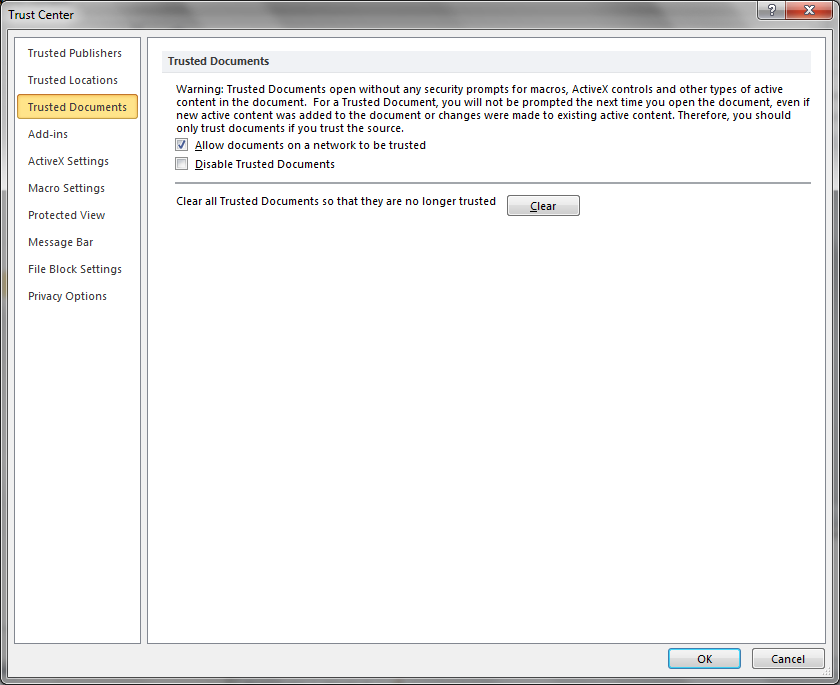 Trust Center
?
Trusted Publishers
Trusted Locations
Trusted Documents
Add-ins
ActiveX Settings
Macro Settings
Protected View
Message Bar
File Block Settings
Privacy Options
Trusted Documents
Warning: Trusted Documents open without any security prompts for macros, ActiveX controls and other types of active
content in the document.  For a Trusted Document, you will not be prompted the next time you open the document, even if
new active content was added to the document or changes were made to existing active content. Therefore, you should
only trust documents if you trust the source.
Allow documents on a network to be trusted
Disable Trusted Documents
Clear all Trusted Documents so that they are no longer trusted
Clear
OK
Cancel